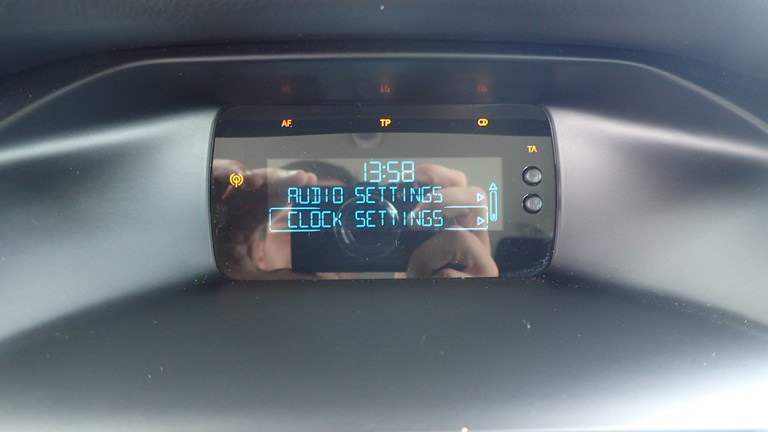 AF
TP
CD
TA
13:58
AUDIO SETTINGS
CLOCK SETTINGS